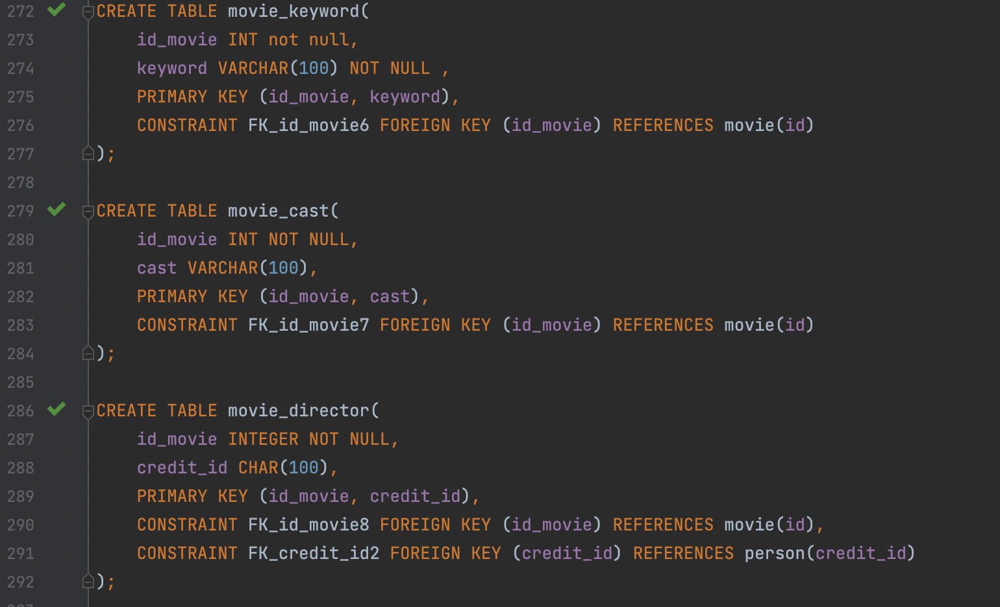 272 CREATE TABLE movie_keyword(
273 id_movie INT not null,
274 keyword VARCHAR(100) NOT NULL ,
275 PRIMARY KEY (id_movie, keyword),
276 CONSTRAINT FK_id_movie6 FOREIGN KEY (id_movie) REFERENCES movie(id)
277 );
278
279 CREATE TABLE movie_cast(
280 id_movie INT NOT NULL,
281 cast VARCHAR(100),
282 PRIMARY KEY (id_movie, cast),
283 CONSTRAINT FK_id_movie7 FOREIGN KEY (id_movie) REFERENCES movie(id)
284 );
285
286 CREATE TABLE movie_director(
287 id_movie INTEGER NOT NULL,
288 credit_id CHAR(100),
289 PRIMARY KEY (id_movie, credit_id),
290 CONSTRAINT FK_id_movie8 FOREIGN KEY (id_movie) REFERENCES movie(id),
291 CONSTRAINT FK_credit_id2 FOREIGN KEY (credit_id) REFERENCES person(credit_id)
292 );